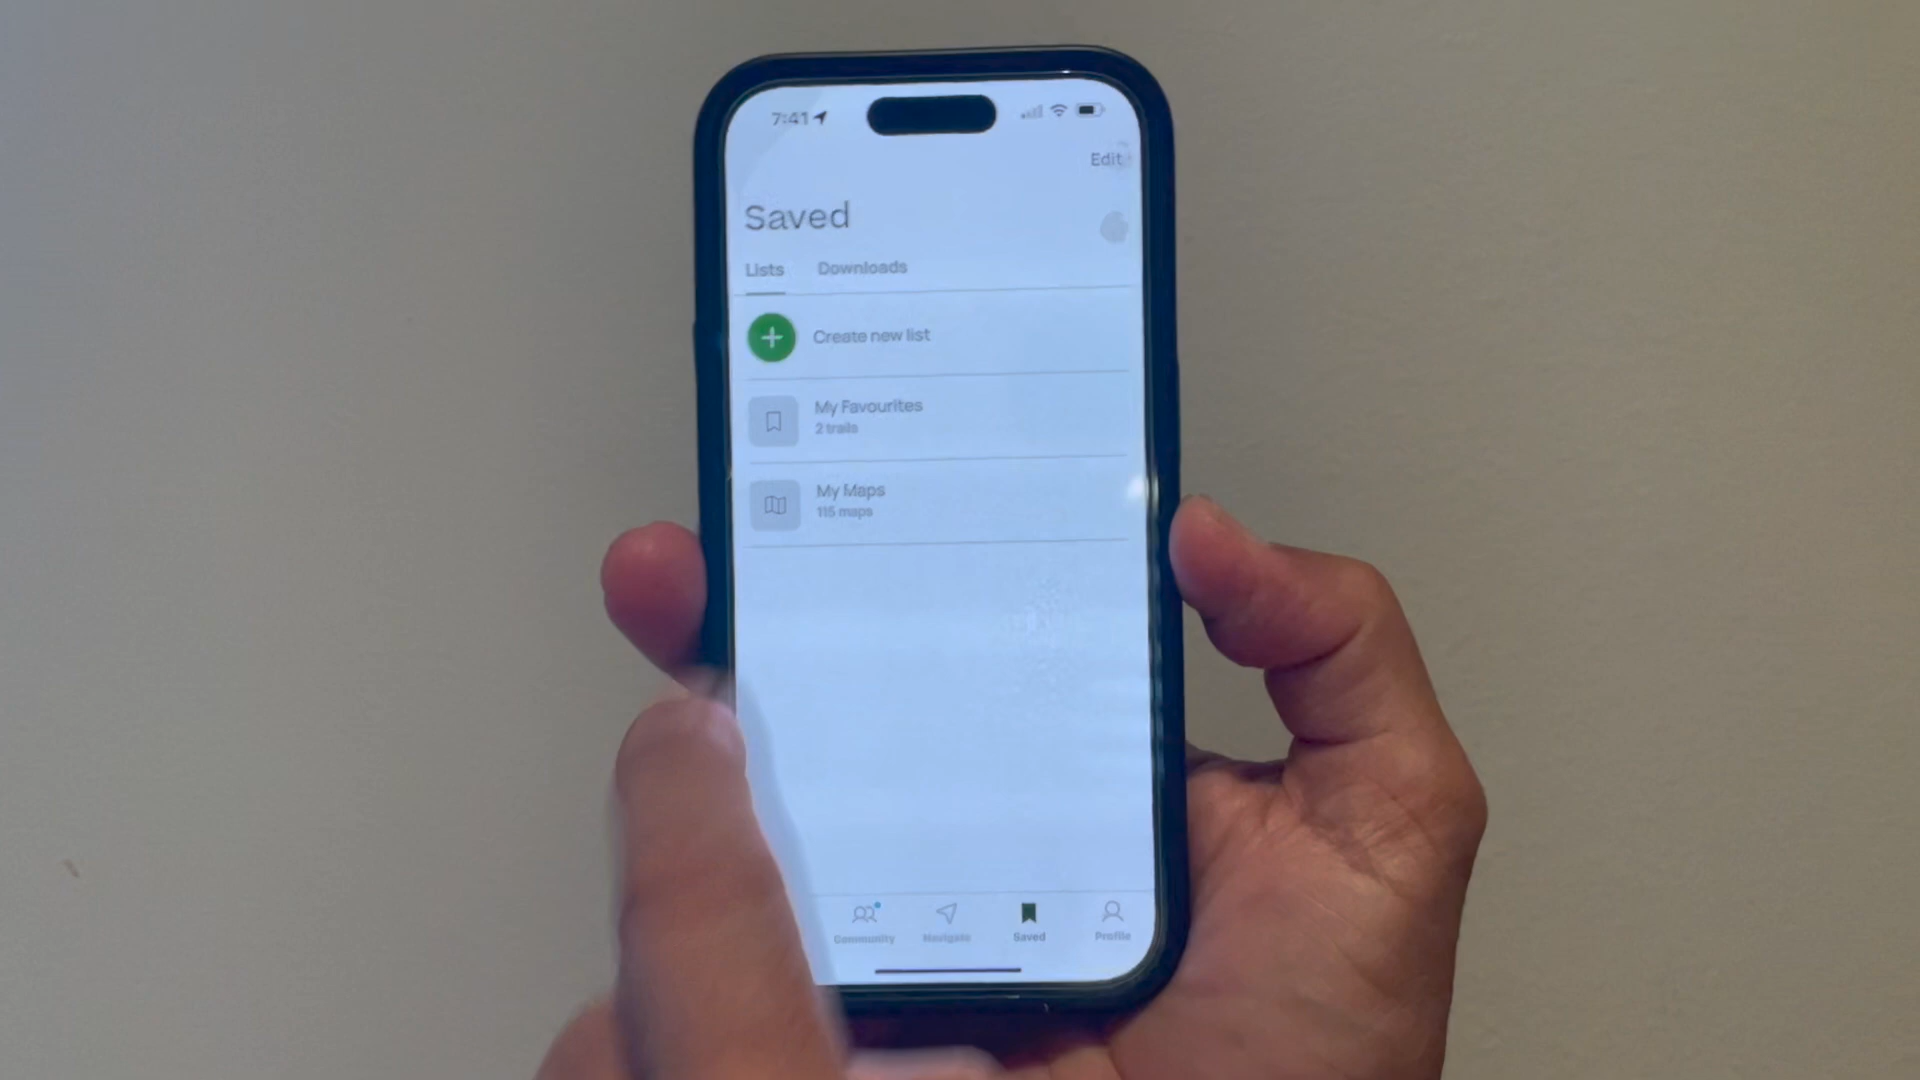 7:41
Edit
Saved
Lists Downloads
Create new list
My Favourites
2 trails
My Maps
115 maps
Community Navigate Saved Profile